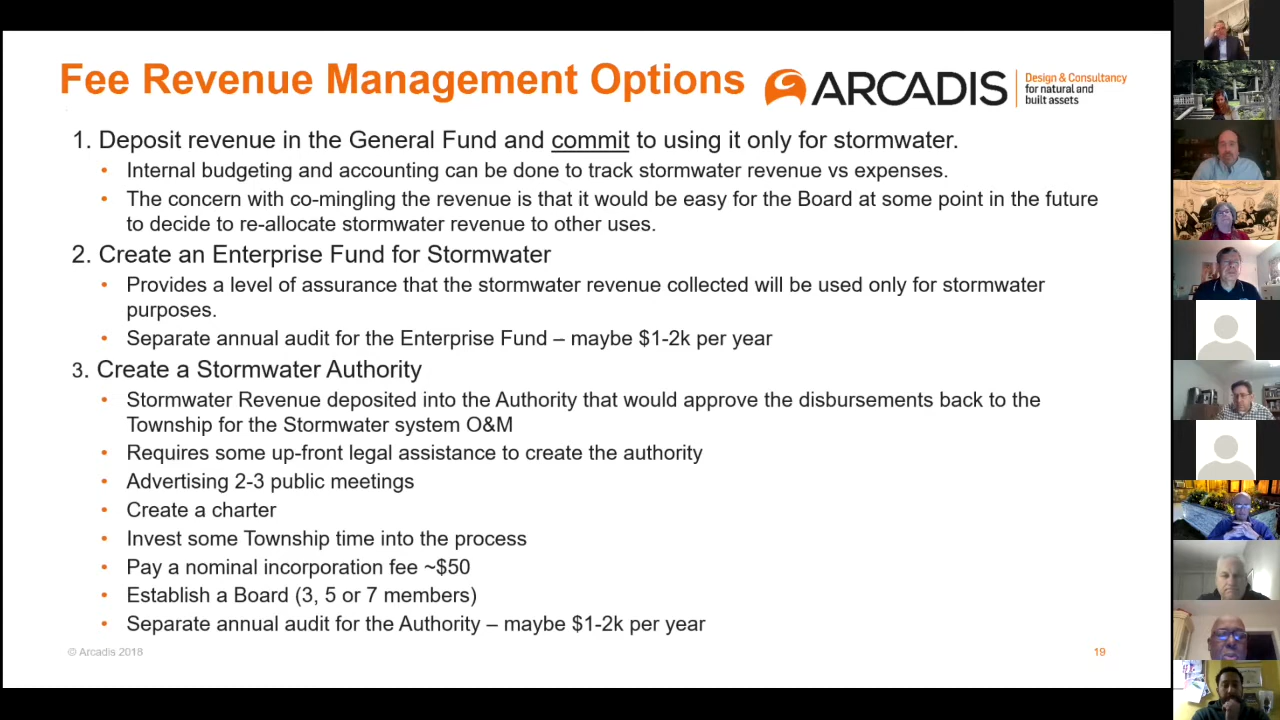 Fee Revenue Management Options
ARCADIS
Design & Consultancy
for natural and
built assets
1. Deposit revenue in the General Fund and commit to using it only for stormwater.
• Internal budgeting and accounting can be done to track stormwater revenue vs expenses.
• The concern with co-mingling the revenue is that it would be easy for the Board at some point in the future
to decide to re-allocate stormwater revenue to other uses.
2. Create an Enterprise Fund for Stormwater
• Provides a level of assurance that the stormwater revenue collected will be used only for stormwater
purposes.
• Separate annual audit for the Enterprise Fund – maybe $1-2k per year
3. Create a Stormwater Authority
• Stormwater Revenue deposited into the Authority that would approve the disbursements back to the
Township for the Stormwater system O&M
• Requires some up-front legal assistance to create the authority
• Advertising 2-3 public meetings
• Create a charter
• Invest some Township time into the process
• Pay a nominal incorporation fee ~$50
• Establish a Board (3, 5 or 7 members)
• Separate annual audit for the Authority – maybe $1-2k per year
© Arcadis 2018
19